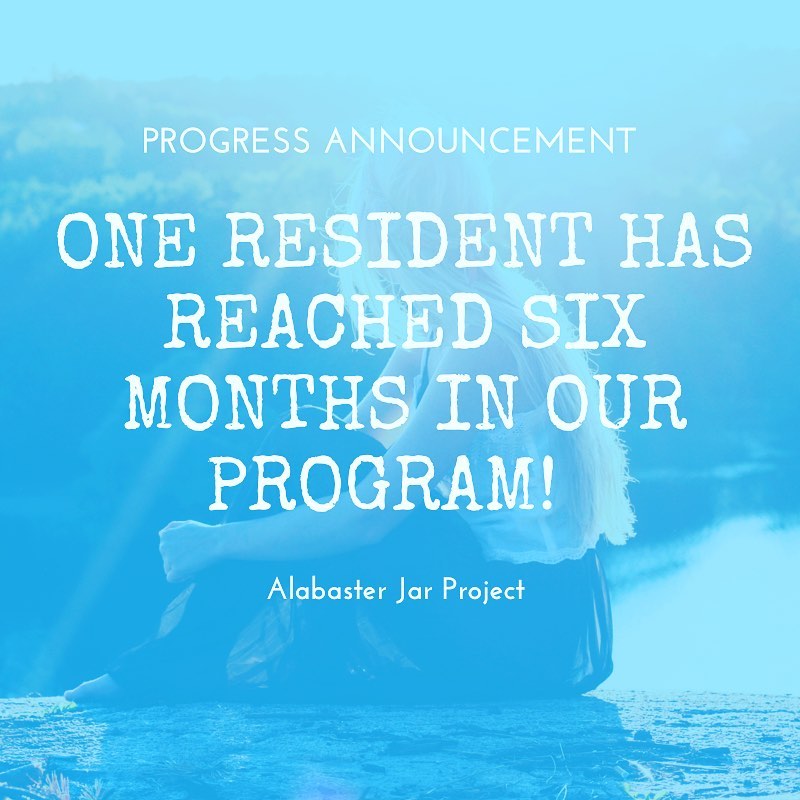 PROGRESS ANNOUNCEMENT
ONE RESIDENT HAS
REACHED SIX
MONTHS IN OUR
PROGRAM!
Alabaster Jar Project